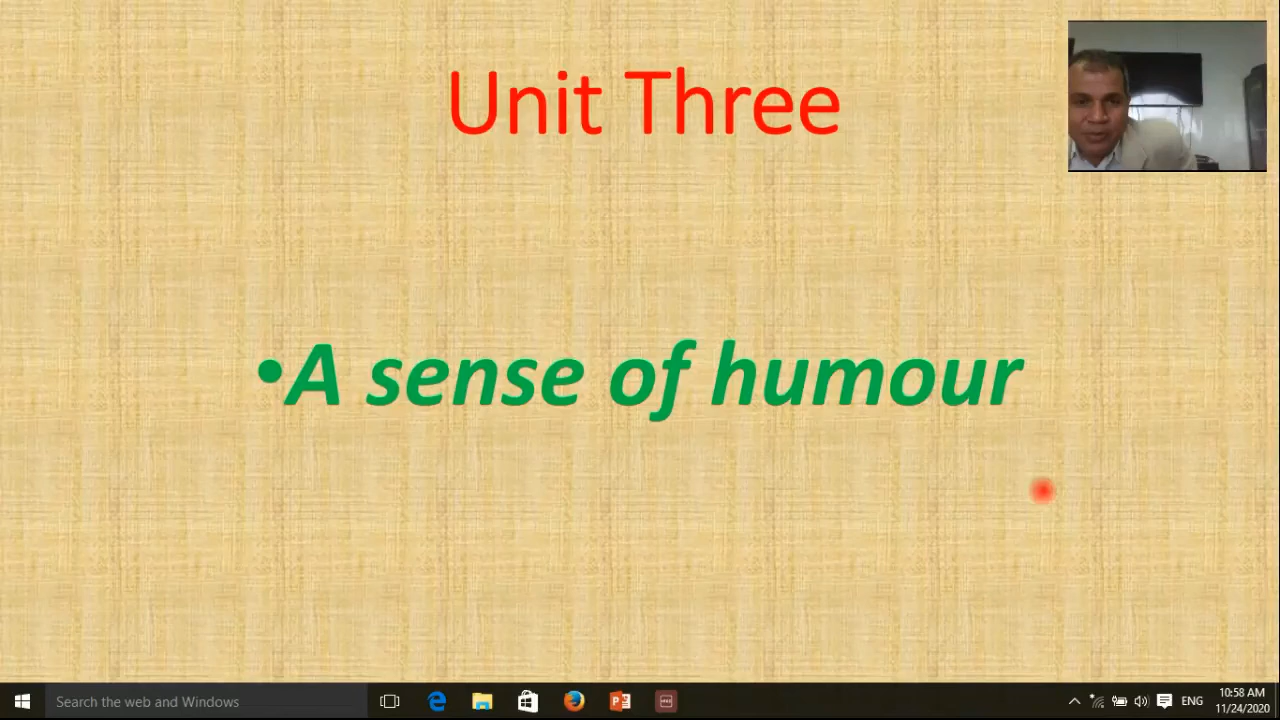 Unit Three
•A sense of humour
Search the web and Windows
ENG
10:58 AM
11/24/2020